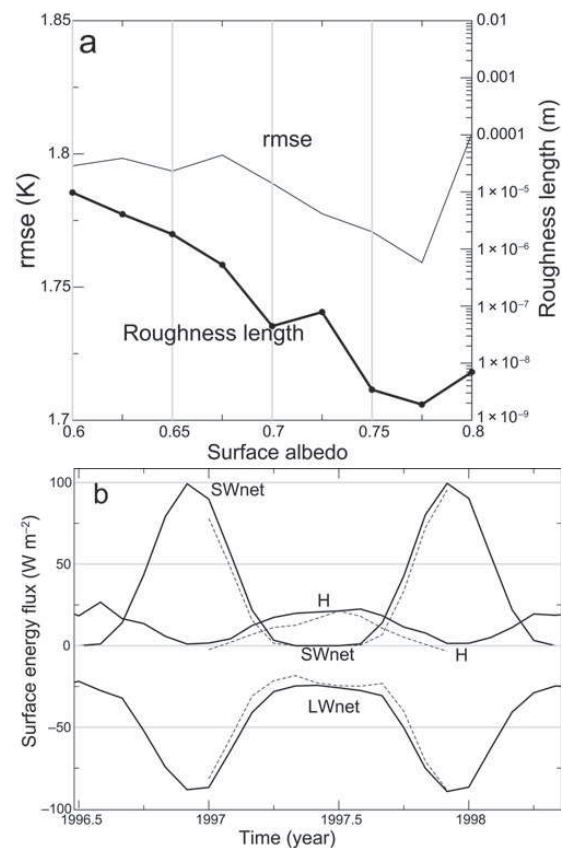 a
1.85
1.8
1.75
1.7
rmse (K)
rmse
Roughness length
0.01
0.001
0.0001
1 × 10⁻⁵
1 × 10⁻⁶
1 × 10⁻⁷
1 × 10⁻⁸
1 × 10⁻⁹
Roughness length (m)
0.6 0.65 0.7 0.75 0.8
Surface albedo
b
100
50
0
−50
−100
Surface energy flux (W m⁻²)
SWnet
H
SWnet
H
LWnet
1996.5 1997 1997.5 1998
Time (year)